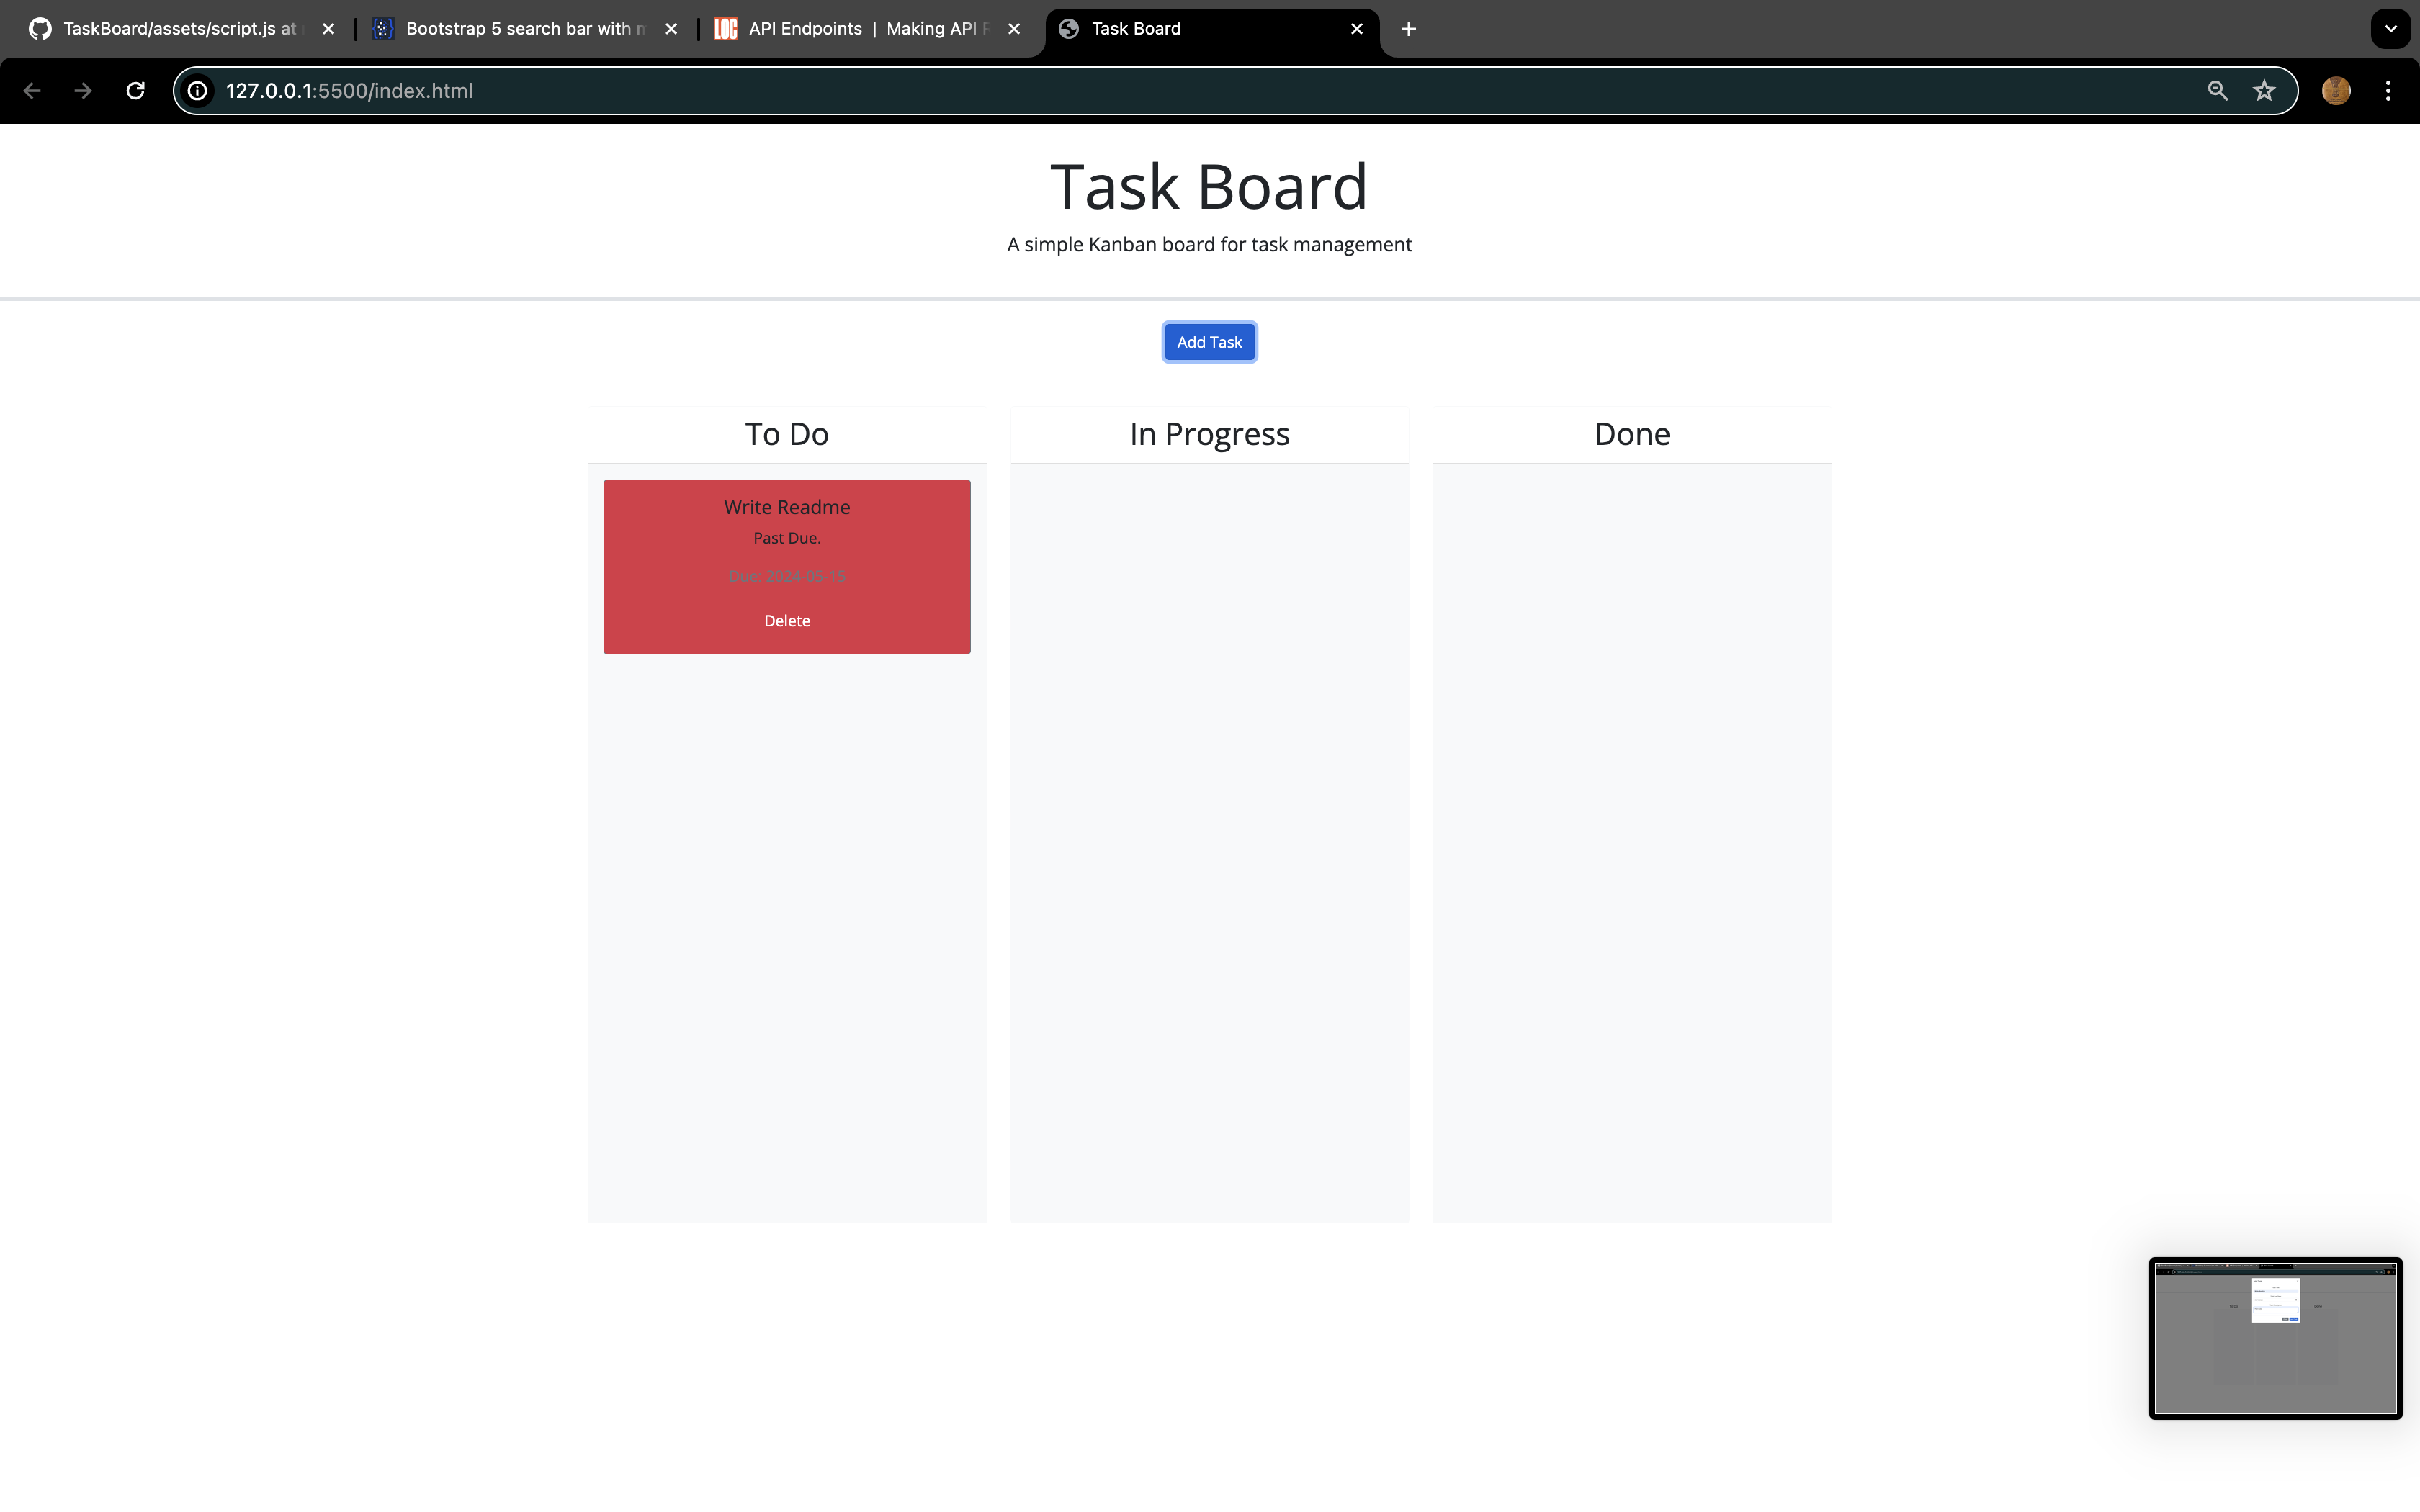 TaskBoard/assets/script.js at
Bootstrap 5 search bar with
API Endpoints | Making API
Task Board
127.0.0.1:5500/index.html
Task Board
A simple Kanban board for task management
Add Task
To Do
In Progress
Done
Write Readme
Past Due.
Due: 2024-05-15
Delete